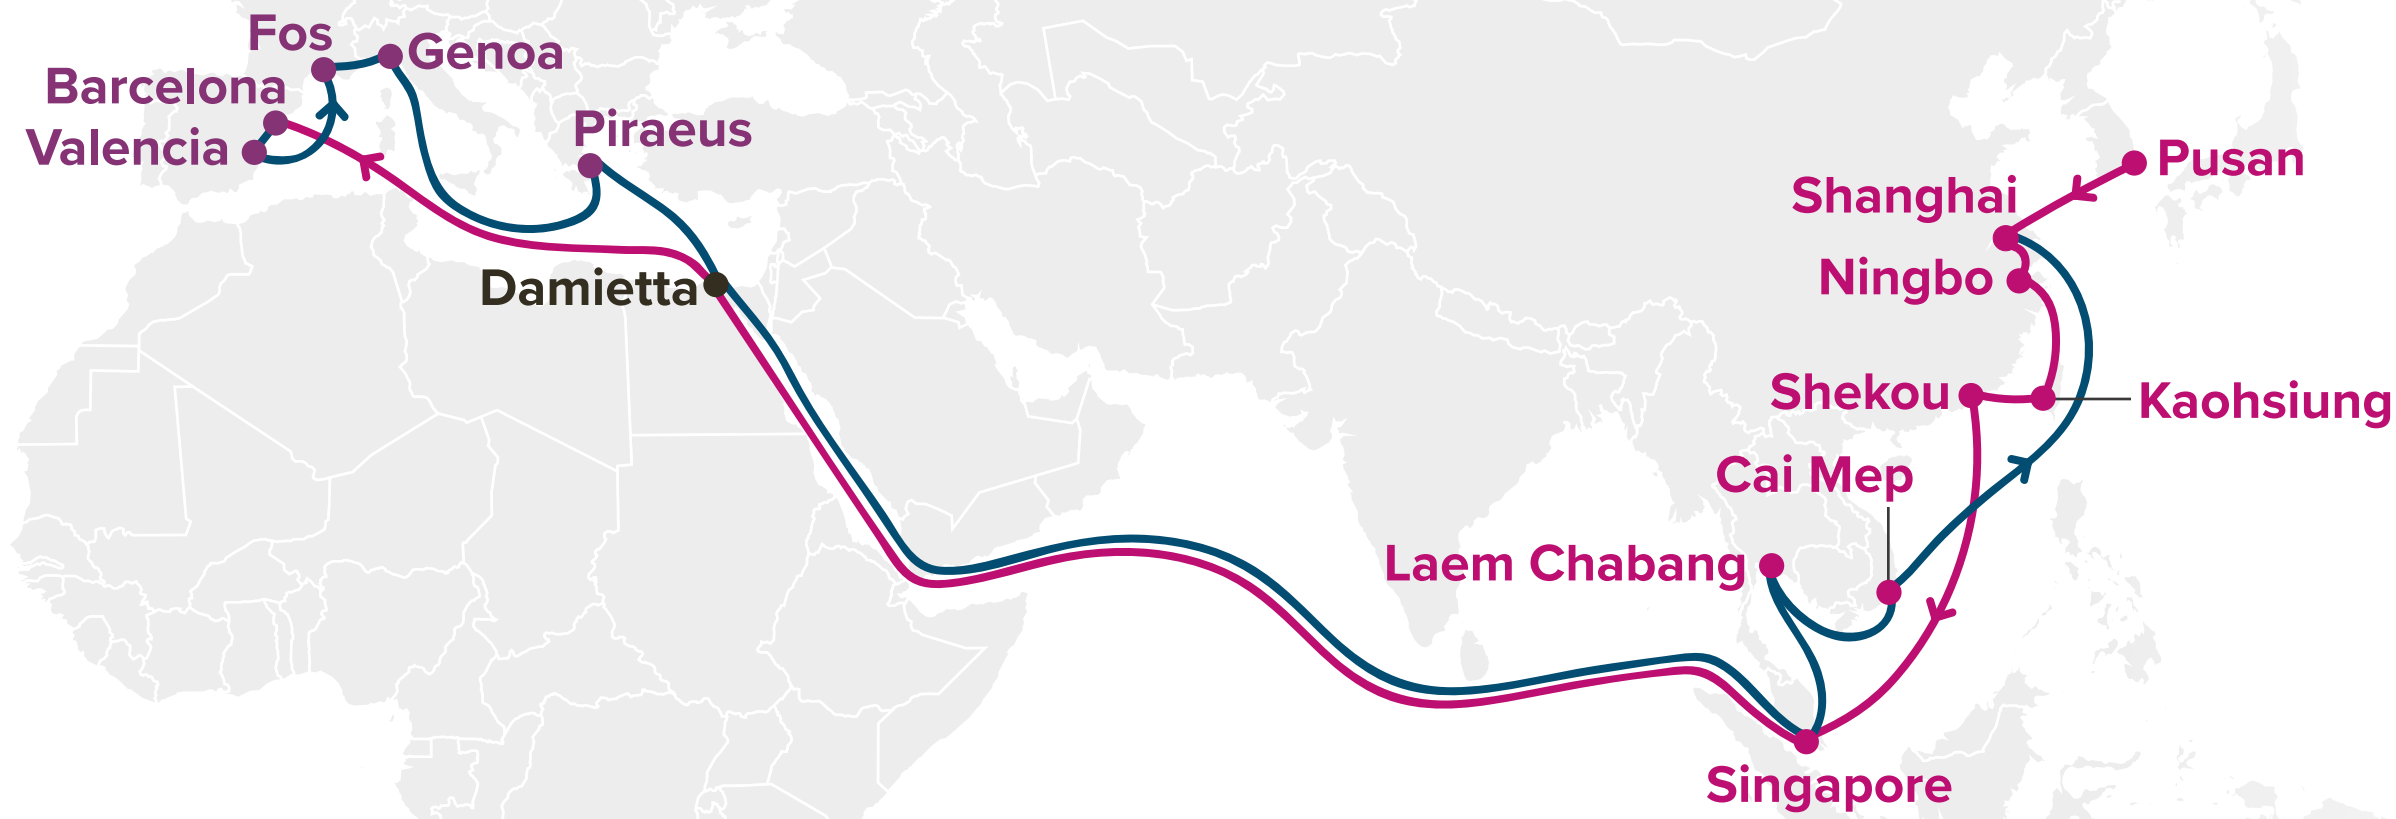 Fos
Genoa
Barcelona
Valencia
Piraeus
Damietta
Pusan
Shanghai
Ningbo
Shekou
Kaohsiung
Cai Mep
Laem Chabang
Singapore